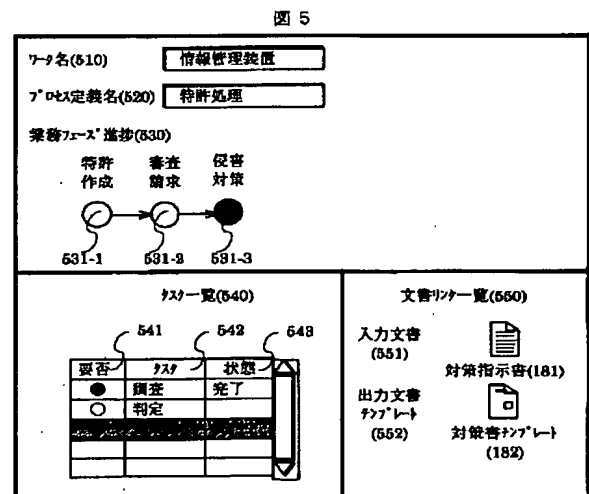 図 5
ワーク名(510) 情報管理装置
プロセス定義名(520) 特許処理
業務フェーズ進捗(530)
特許 審査 侵害
作成 請求 対策
531-1 531-2 531-3
タスク一覧(540)
541 542 543
要否 タスク 状態
● 調査 完了
○ 判定
文書リンク一覧(550)
入力文書
(551)
対策指示書(181)
出力文書
テンプレート
(552)
対策書テンプレート
(182)